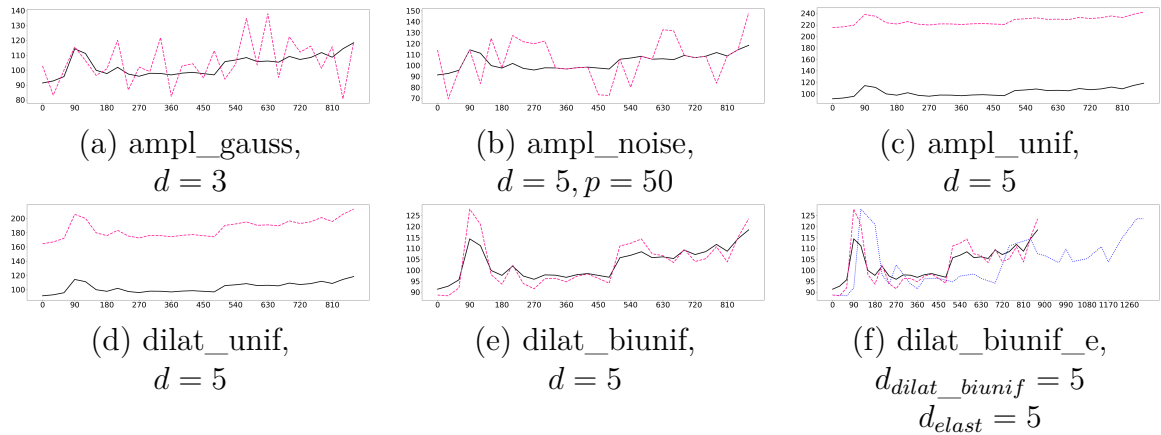 140
130
120
110
100
90
80
0 90 180 270 360 450 540 630 720 810
(a) ampl_gauss,
d = 3
150
140
130
120
110
100
90
80
70
0 90 180 270 360 450 540 630 720 810
(b) ampl_noise,
d = 5, p = 50
240
220
200
180
160
140
120
100
0 90 180 270 360 450 540 630 720 810
(c) ampl_unif,
d = 5
200
180
160
140
120
100
0 90 180 270 360 450 540 630 720 810
(d) dilat_unif,
d = 5
125
120
115
110
105
100
95
90
0 90 180 270 360 450 540 630 720 810
(e) dilat_biunif,
d = 5
125
120
115
110
105
100
95
90
0 90 180 270 360 450 540 630 720 810 900 990 1080 1170 1260
(f) dilat_biunif_e,
d_dilat_biunif = 5
d_elast = 5